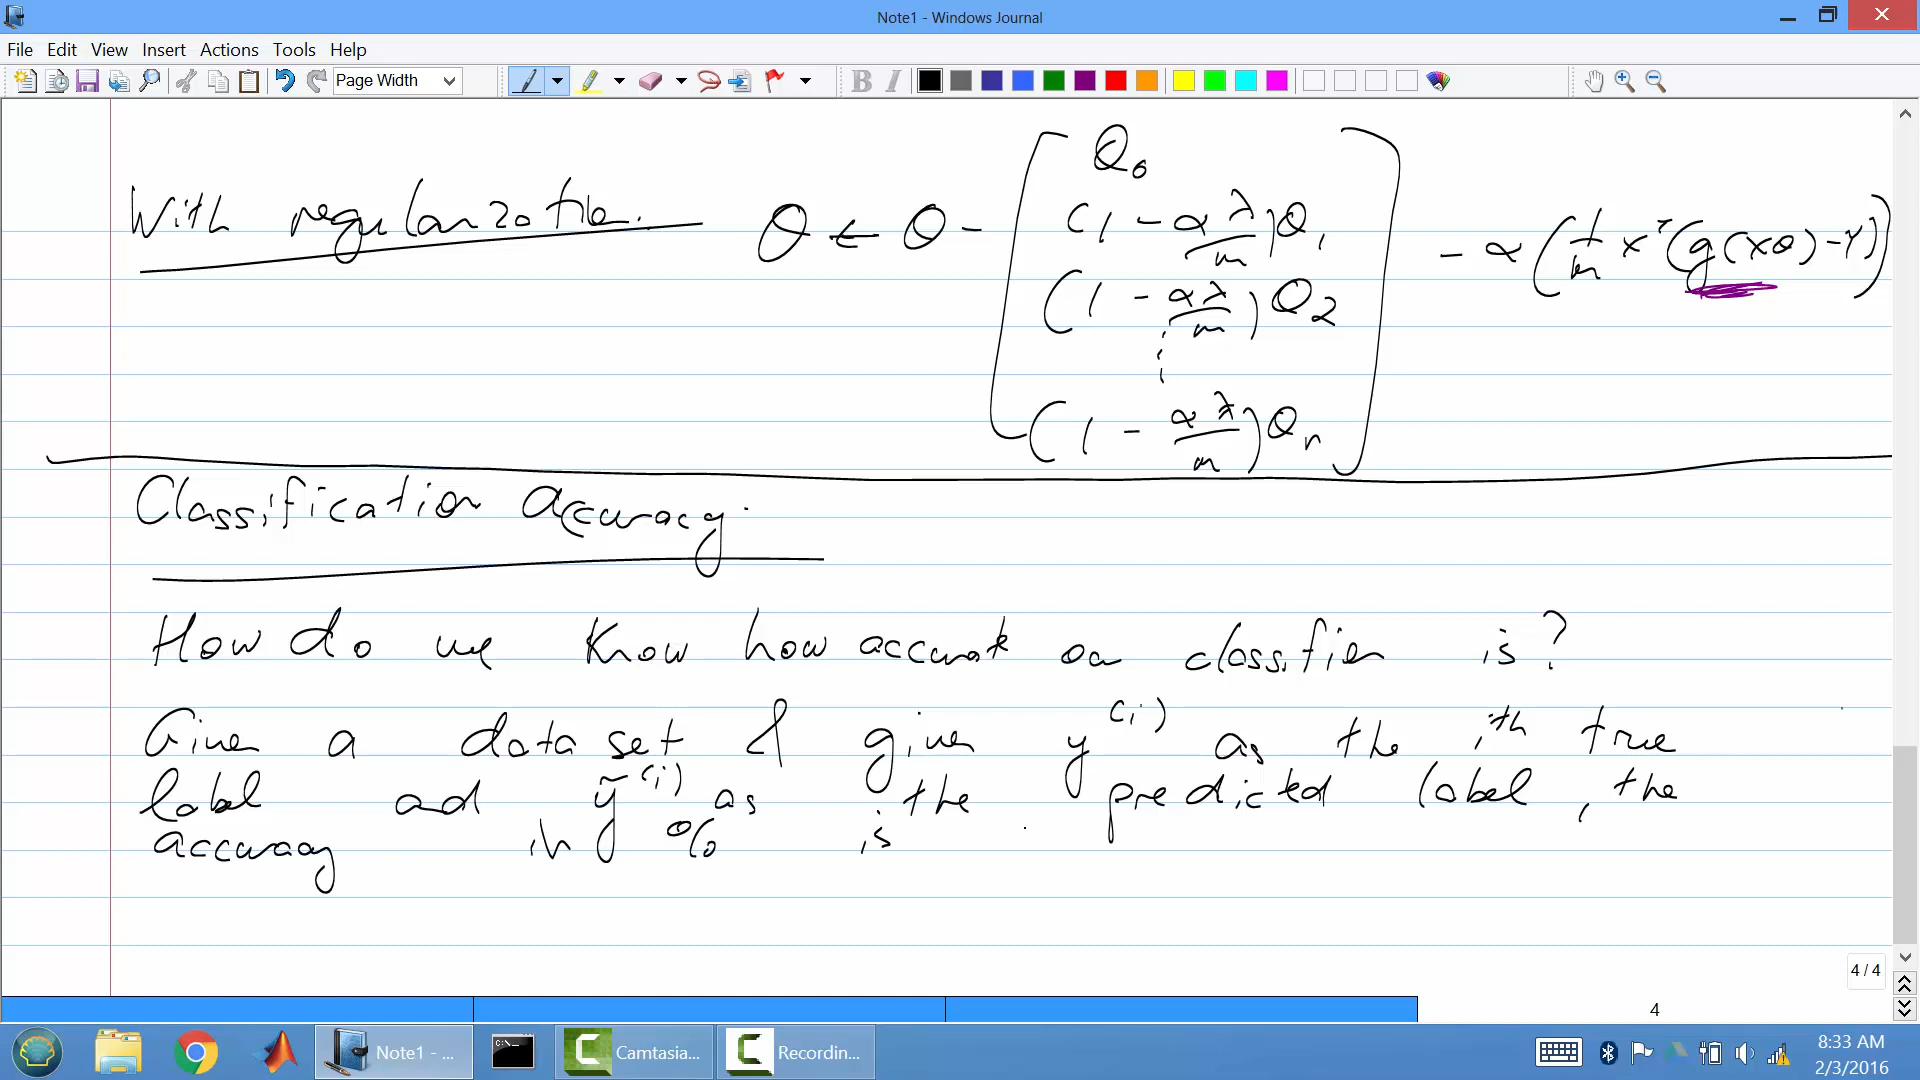 Note1 - Windows Journal
File Edit View Insert Actions Tools Help
Page Width
With regularization. θ ← θ - [ θ₀
(1 - αλ/m)θ₁
(1 - αλ/m)θ₂
⋮
(1 - αλ/m)θₙ ] - α(1/m xᵀ(g(xθ)-Y))
Classification accuracy.
How do we know how accurate our classifier is?
Given a data set & given y⁽ⁱ⁾ as the iᵗʰ true
label and ỹ⁽ⁱ⁾ as the predicted label, the
accuracy in % is
4 / 4
4
Note1 - ...
Camtasia...
Recordin...
8:33 AM
2/3/2016